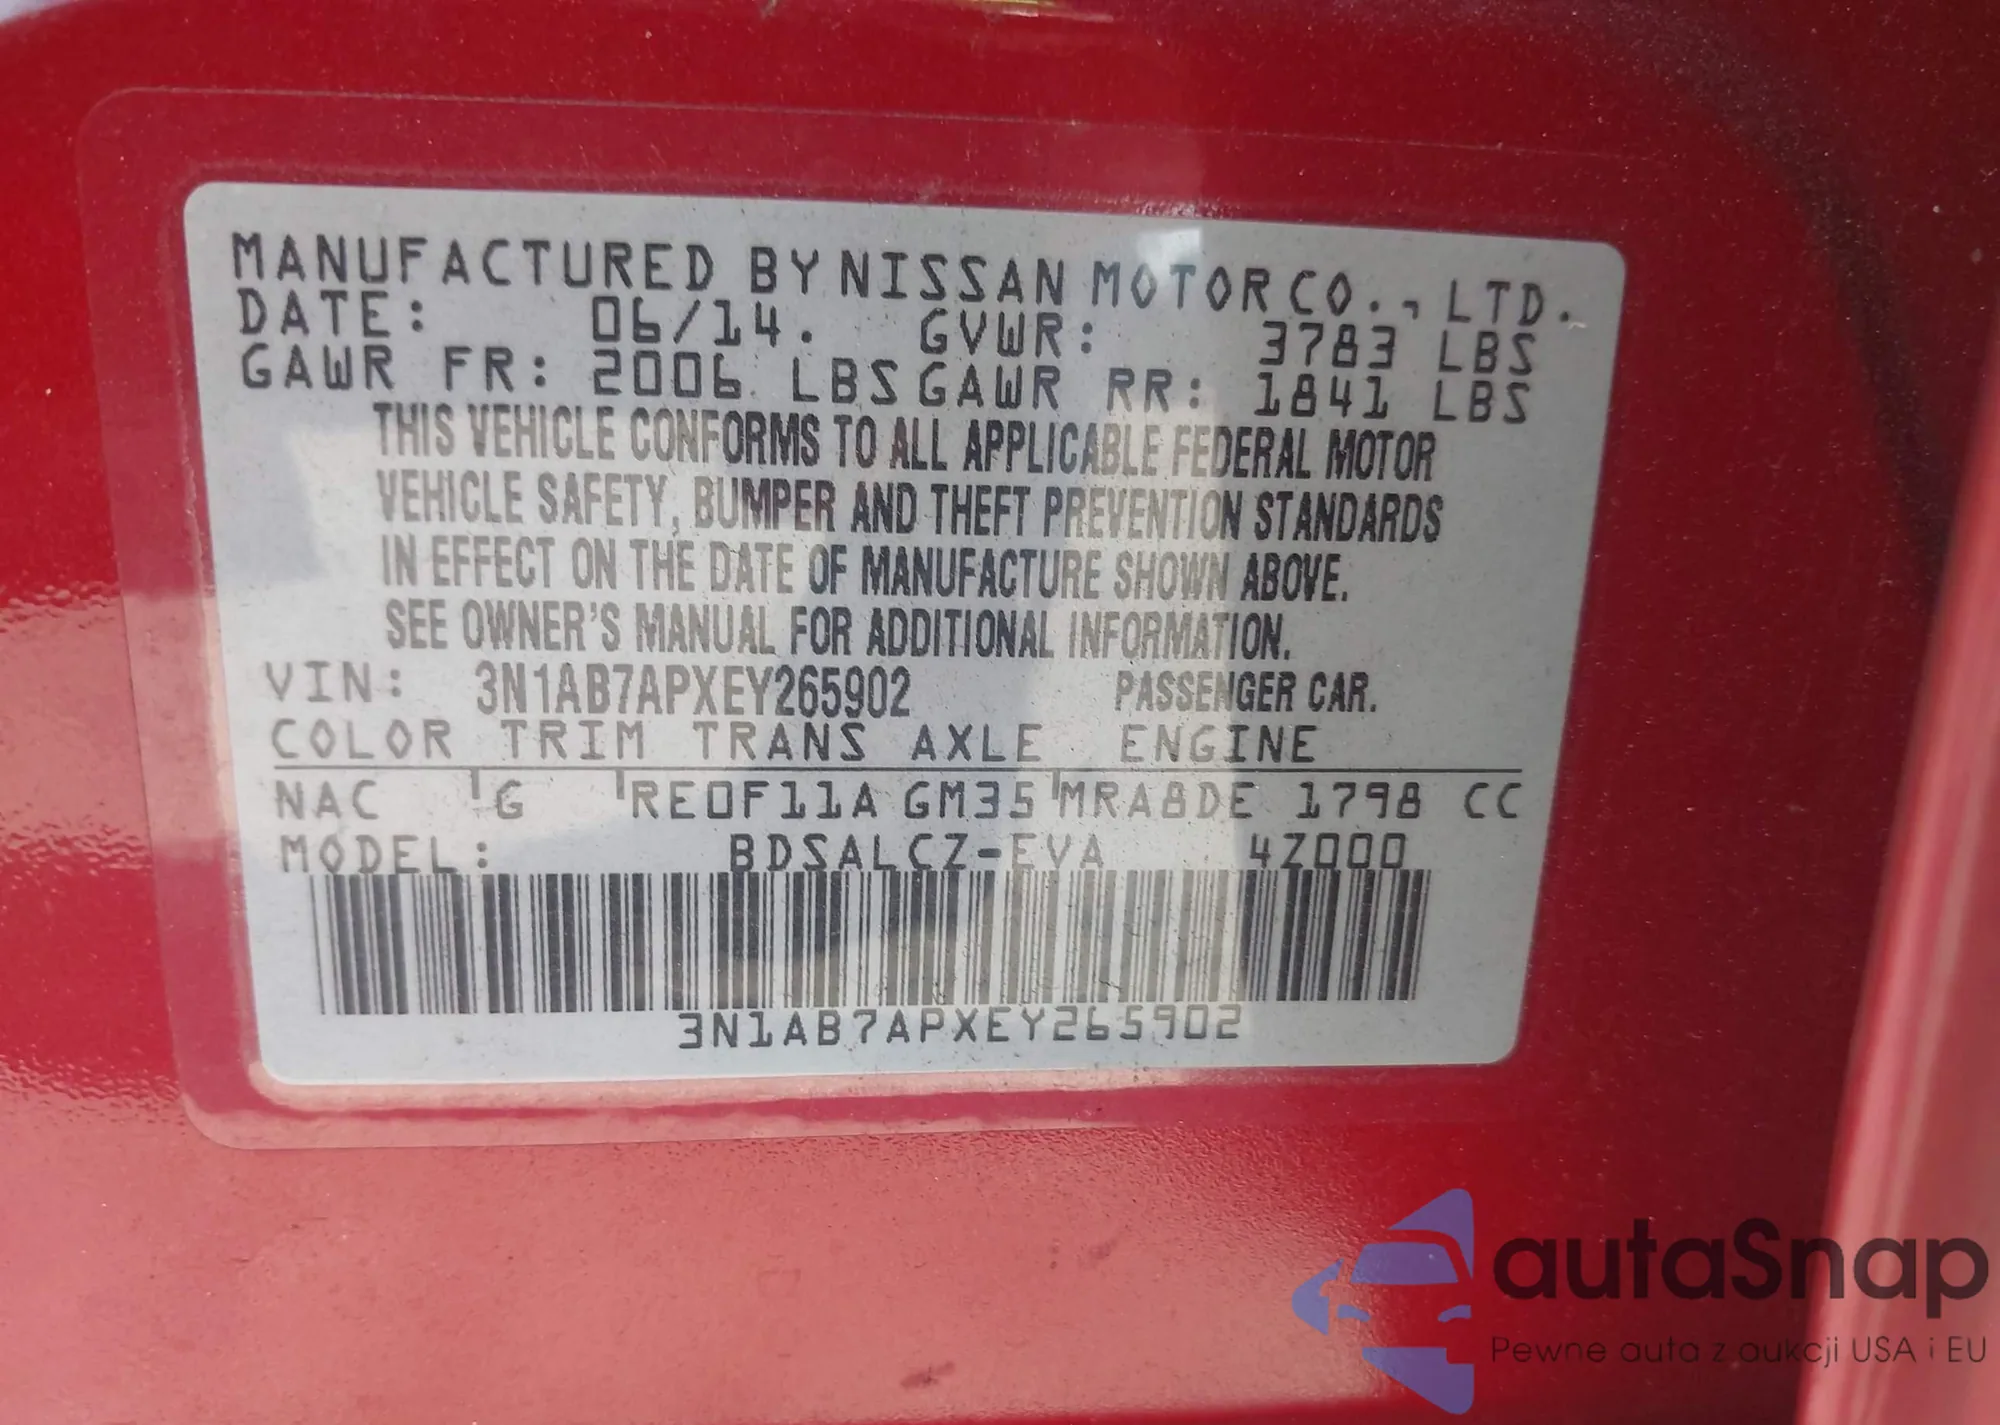 MANUFACTURED BY NISSAN MOTOR CO., LTD.
DATE: 06/14. GVWR: 3783 LBS
GAWR FR: 2006 LBS GAWR RR: 1841 LBS
THIS VEHICLE CONFORMS TO ALL APPLICABLE FEDERAL MOTOR
VEHICLE SAFETY, BUMPER AND THEFT PREVENTION STANDARDS
IN EFFECT ON THE DATE OF MANUFACTURE SHOWN ABOVE.
SEE OWNER'S MANUAL FOR ADDITIONAL INFORMATION.
VIN: 3N1AB7APXEY265902 PASSENGER CAR.
COLOR TRIM TRANS AXLE ENGINE
NAC G RE0F11A GM35 MRA8DE 1798 CC
MODEL: BDSALCZ-EVA 4Z000
3N1AB7APXEY265902
autaSnap
Pewne auta z aukcji USA i EU